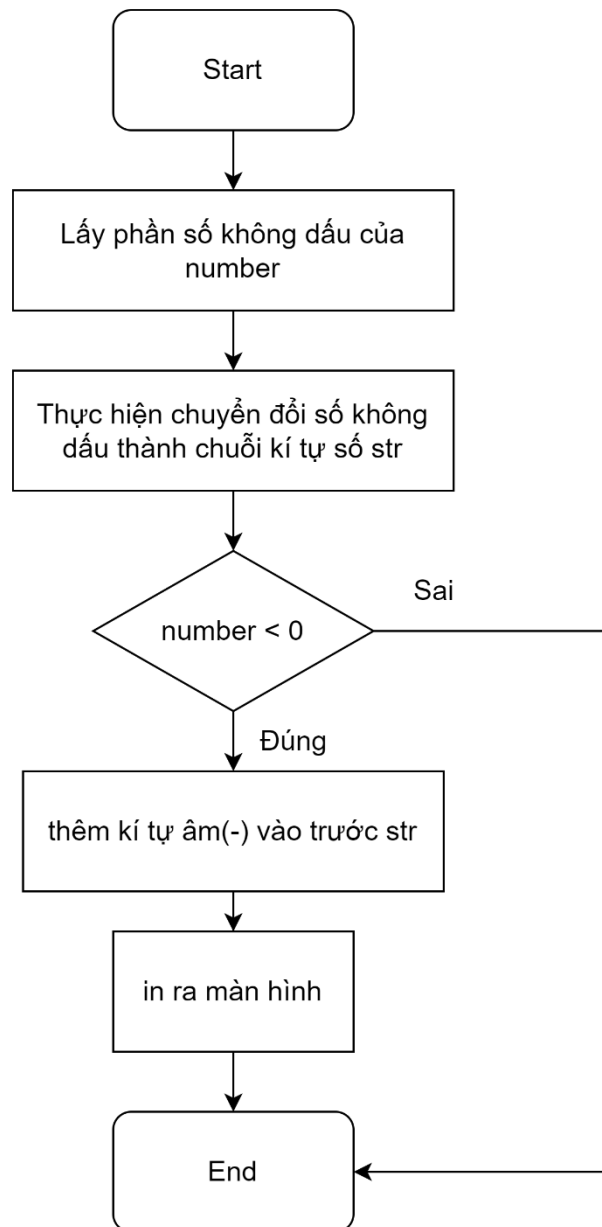 Start
Lấy phần số không dấu của
number
Thực hiện chuyển đổi số không
dấu thành chuỗi kí tự số str
number < 0
Sai
Đúng
thêm kí tự âm(-) vào trước str
in ra màn hình
End